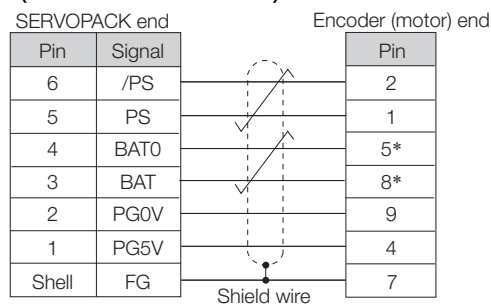 SERVOPACK end Encoder (motor) end
Pin Signal Pin
6 /PS 2
5 PS 1
4 BAT0 5*
3 BAT 8*
2 PG0V 9
1 PG5V 4
Shell FG 7
Shield wire